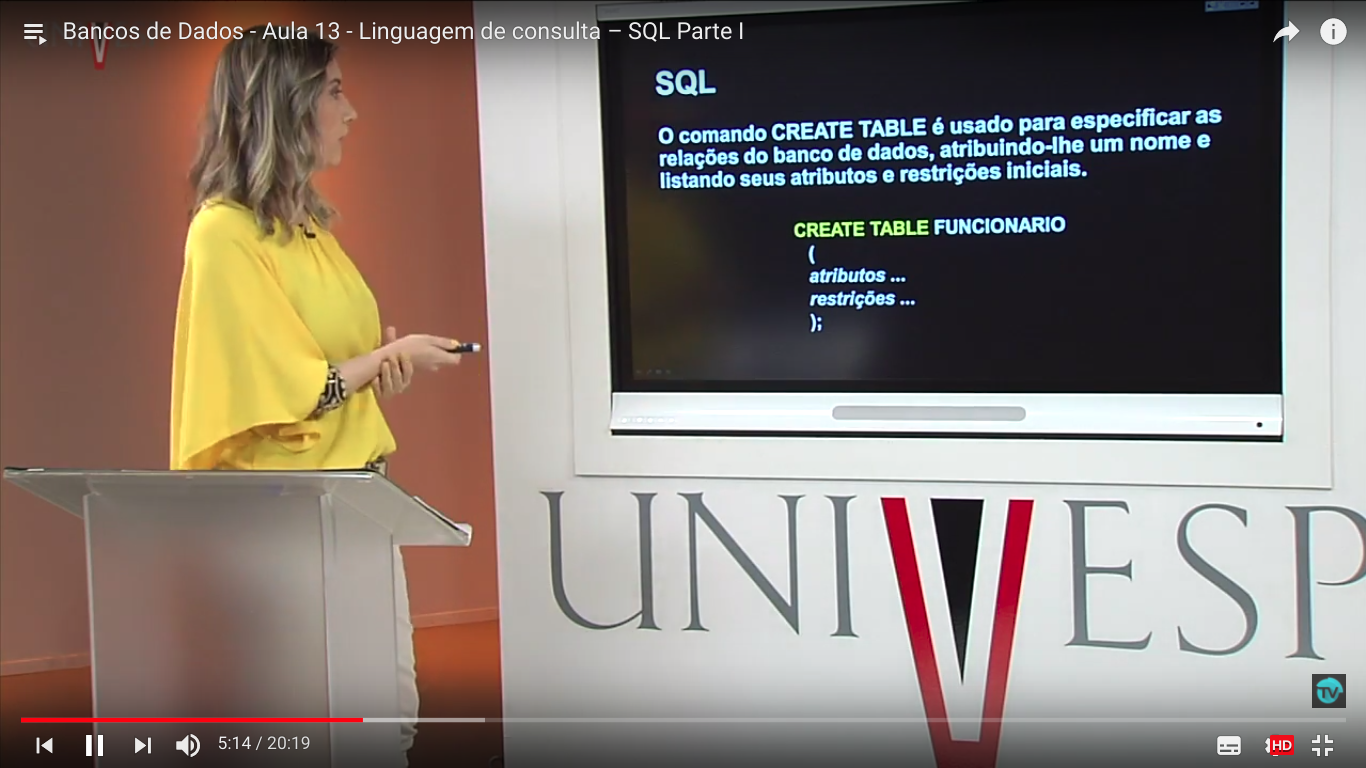 Bancos de Dados - Aula 13 - Linguagem de consulta – SQL Parte I
SQL
O comando CREATE TABLE é usado para especificar as
relações do banco de dados, atribuindo-lhe um nome e
listando seus atributos e restrições iniciais.
CREATE TABLE FUNCIONARIO
(
atributos ...
restrições ...
);
UNIVESP
TV
5:14 / 20:19
HD